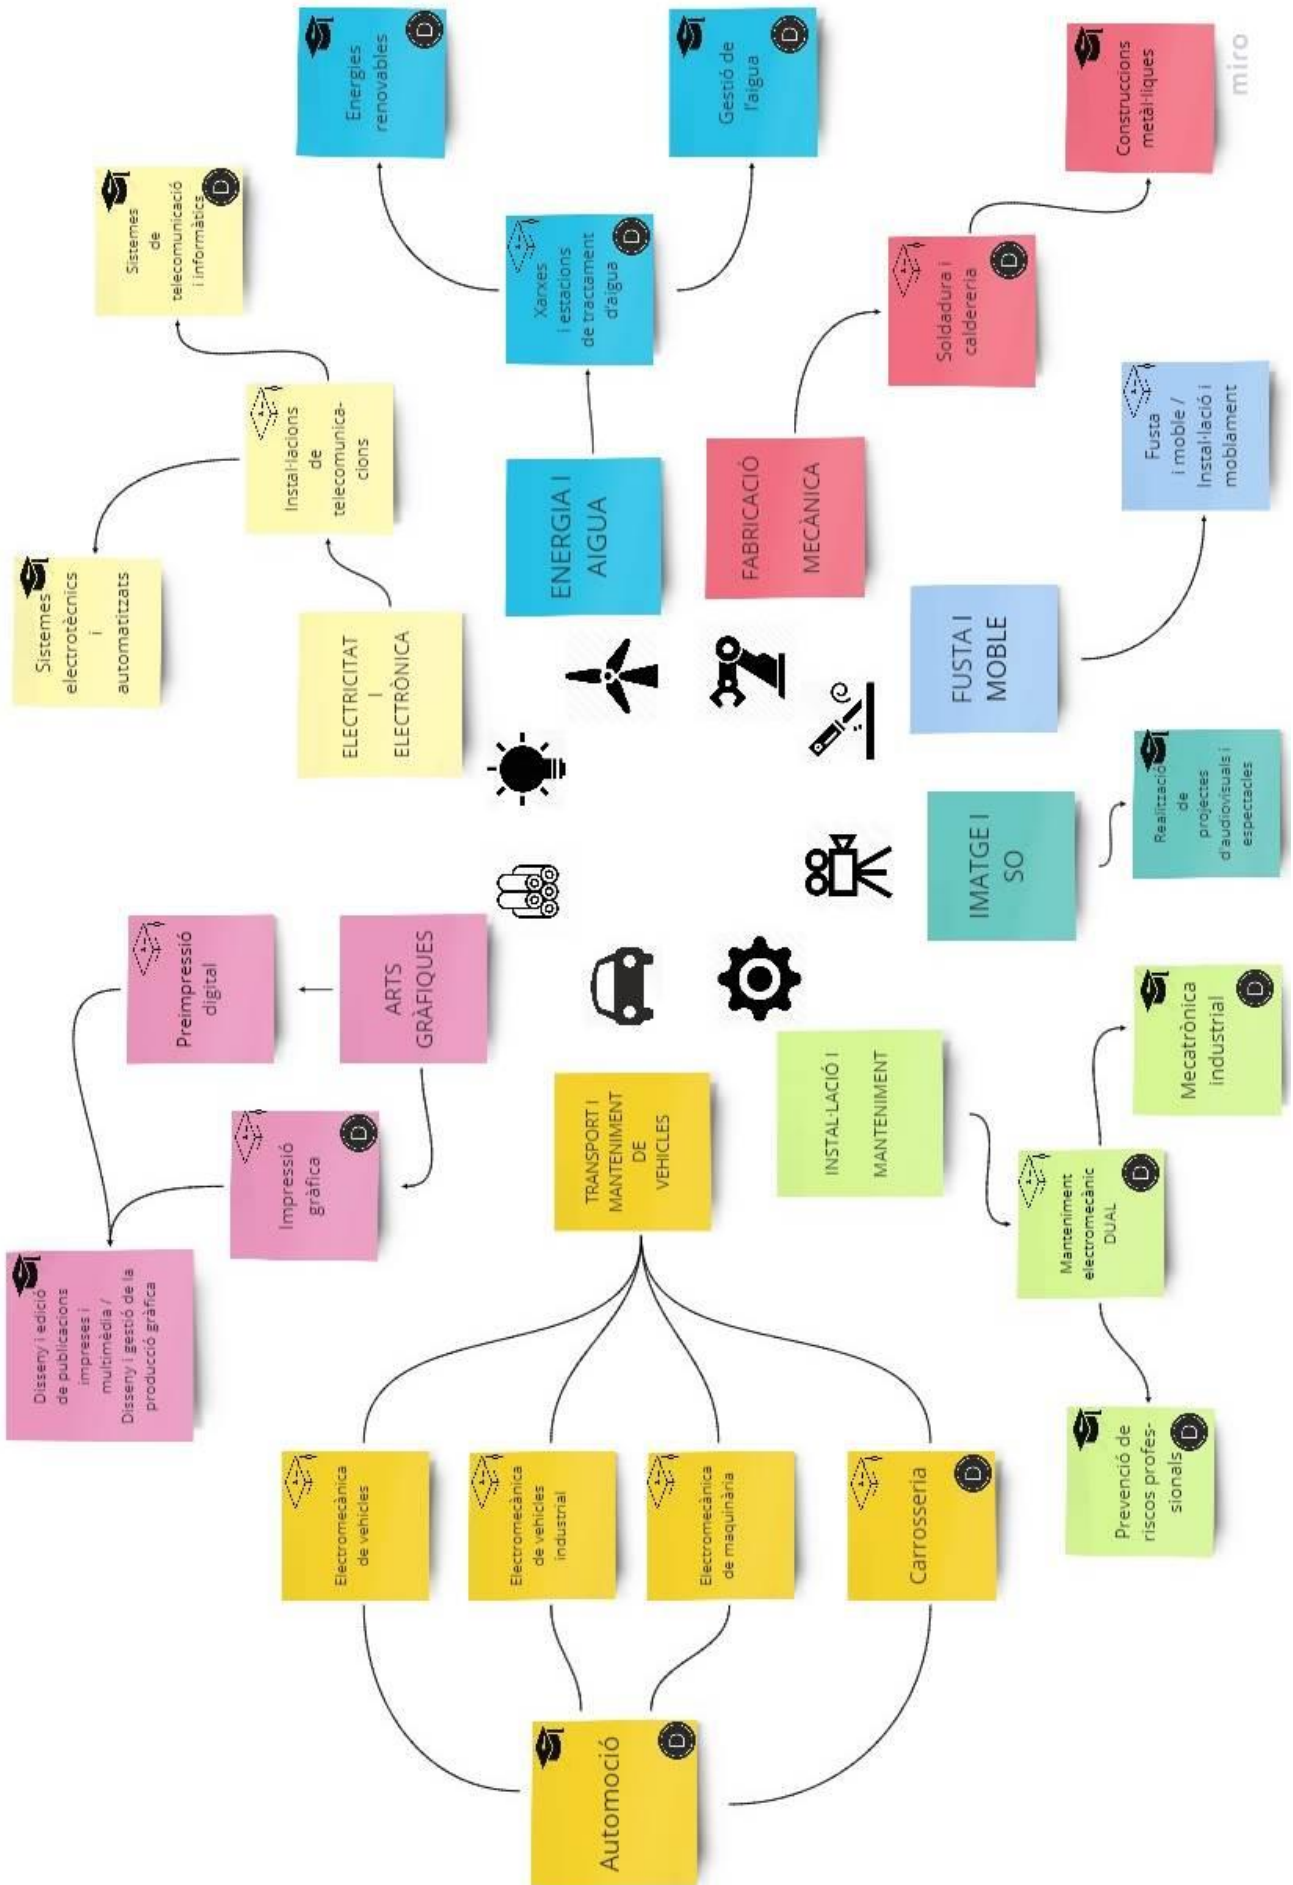 Disseny i edició
de publicacions
impreses i
multimèdia /
Disseny i gestió de la
producció gràfica
Preimpressió
digital
Impressió
gràfica
D
ARTS
GRÀFIQUES
Sistemes
electrotècnics
i
automatitzats
Sistemes
de
telecomunicació
i informàtics
D
Instal·lacions
de
telecomunica-
cions
ELECTRICITAT
I
ELECTRÒNICA
Energies
renovables
D
Xarxes
i estacions
de tractament
d'aigua
D
Gestió de
l'aigua
D
ENERGIA I
AIGUA
Electromecànica
de vehicles
Electromecànica
de vehicles
industrial
Electromecànica
de maquinària
Carrosseria
D
Automoció
D
TRANSPORT I
MANTENIMENT
DE
VEHICLES
FABRICACIÓ
MECÀNICA
Soldadura i
caldereria
D
Construccions
metàl·liques
INSTAL·LACIÓ I
MANTENIMENT
Manteniment
electromecànic
DUAL
D
Prevenció de
riscos profes-
sionals
D
Mecatrònica
industrial
D
IMATGE I
SO
Realització
de
projectes
d'audiovisuals i
espectacles
FUSTA I
MOBLE
Fusta
i moble /
Instal·lació i
moblament
miro